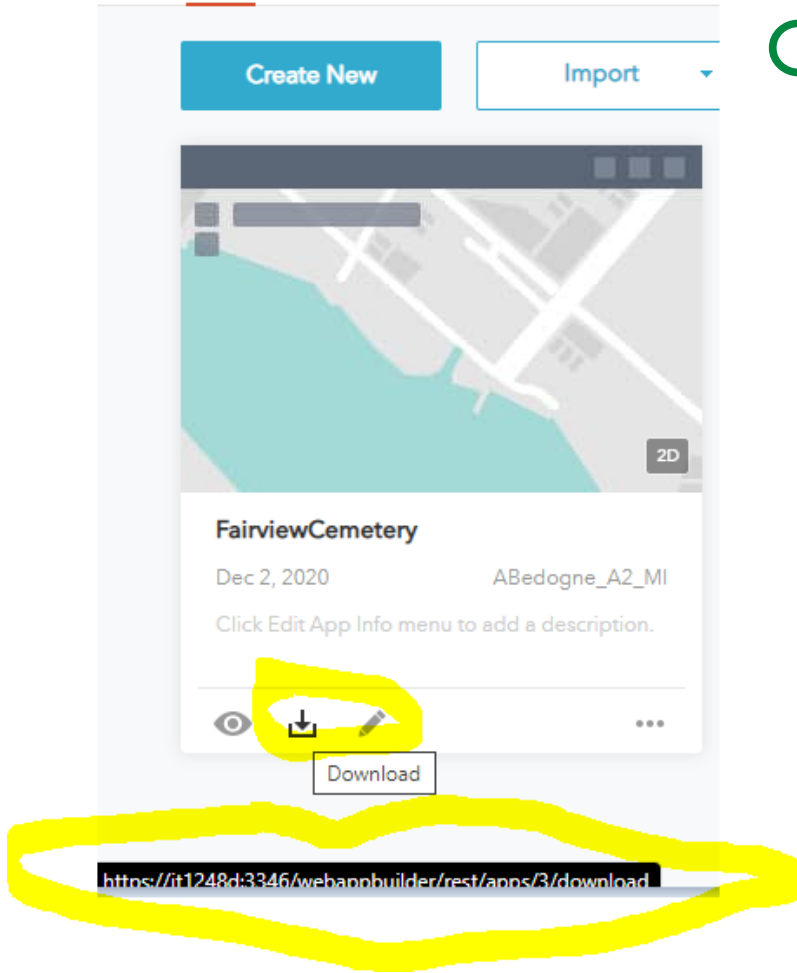 Create New
Import
2D
FairviewCemetery
Dec 2, 2020 ABedogne_A2_MI
Click Edit App Info menu to add a description.
Download
https://it1248d:3346/webappbuilder/rest/apps/3/download